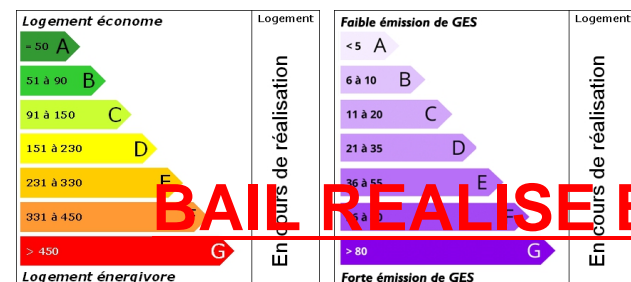 Logement économe
Logement
- 50 A
51 à 90 B
91 à 150 C
151 à 230 D
231 à 330 E
331 à 450
> 450 G
Logement énergivore
En cours de réalisation
Faible émission de GES
Logement
< 5 A
6 à 10 B
11 à 20 C
21 à 35 D
36 à 55 E
F
> 80 G
Forte émission de GES
En cours de réalisation
BAIL REALISE